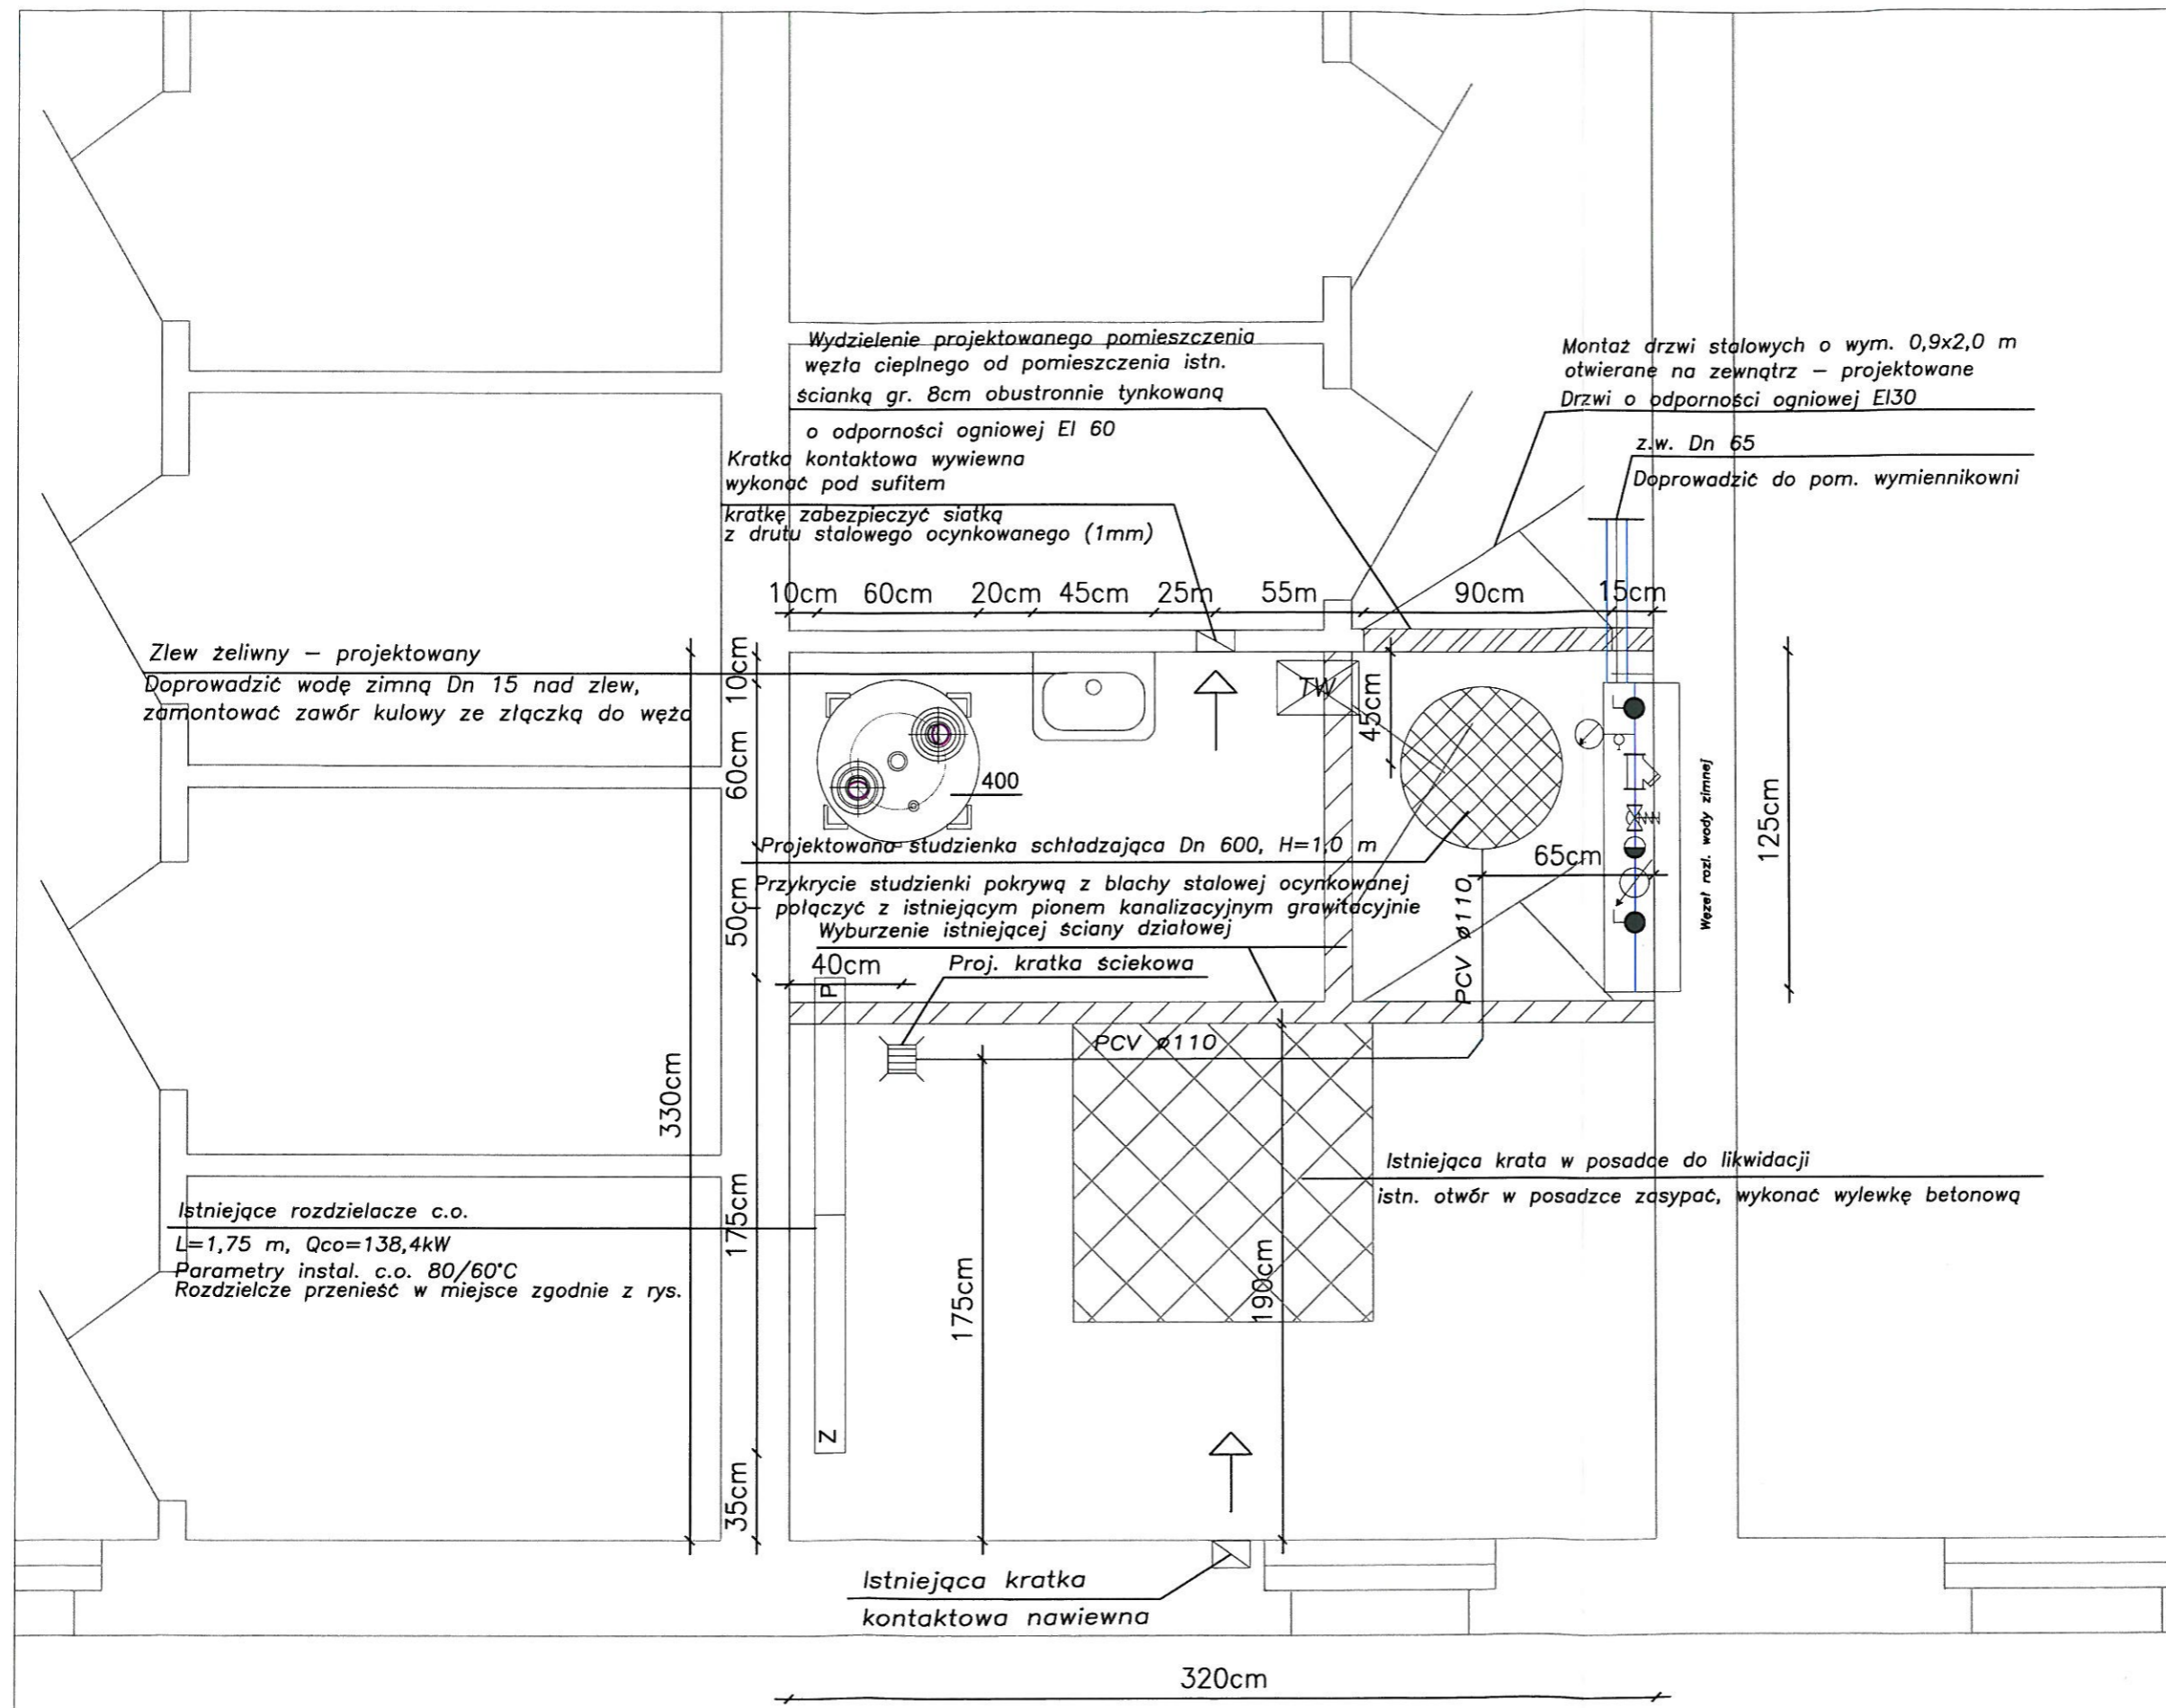 Wydzielenie projektowanego pomieszczenia
węzła cieplnego od pomieszczenia istn.
ścianką gr. 8cm obustronnie tynkowaną
o odporności ogniowej EI 60
Kratka kontaktowa wywiewna
wykonać pod sufitem
kratkę zabezpieczyć siatką
z drutu stalowego ocynkowanego (1mm)
Montaż drzwi stalowych o wym. 0,9x2,0 m
otwierane na zewnątrz – projektowane
Drzwi o odporności ogniowej EI30
z.w. Dn 65
Doprowadzić do pom. wymiennikowni
10cm 60cm 20cm 45cm 25m 55m 90cm 15cm
Zlew żeliwny – projektowany
Doprowadzić wodę zimną Dn 15 nad zlew,
zamontować zawór kulowy ze złączką do węża
10cm
60cm
50cm
175cm
35cm
330cm
TW
45cm
400
Projektowana studzienka schładzająca Dn 600, H=1,0 m
Przykrycie studzienki pokrywą z blachy stalowej ocynkowanej
połączyć z istniejącym pionem kanalizacyjnym grawitacyjnie
Wyburzenie istniejącej ściany działowej
65cm
Węzeł rozl. wody zimnej
125cm
40cm
Proj. kratka ściekowa
P
PCV ø110
PCV ø110
Istniejąca krata w posadce do likwidacji
istn. otwór w posadzce zasypać, wykonać wylewkę betonową
Istniejące rozdzielacze c.o.
L=1,75 m, Qco=138,4kW
Parametry instal. c.o. 80/60°C
Rozdzielcze przenieść w miejsce zgodnie z rys.
175cm
190cm
Z
Istniejąca kratka
kontaktowa nawiewna
320cm